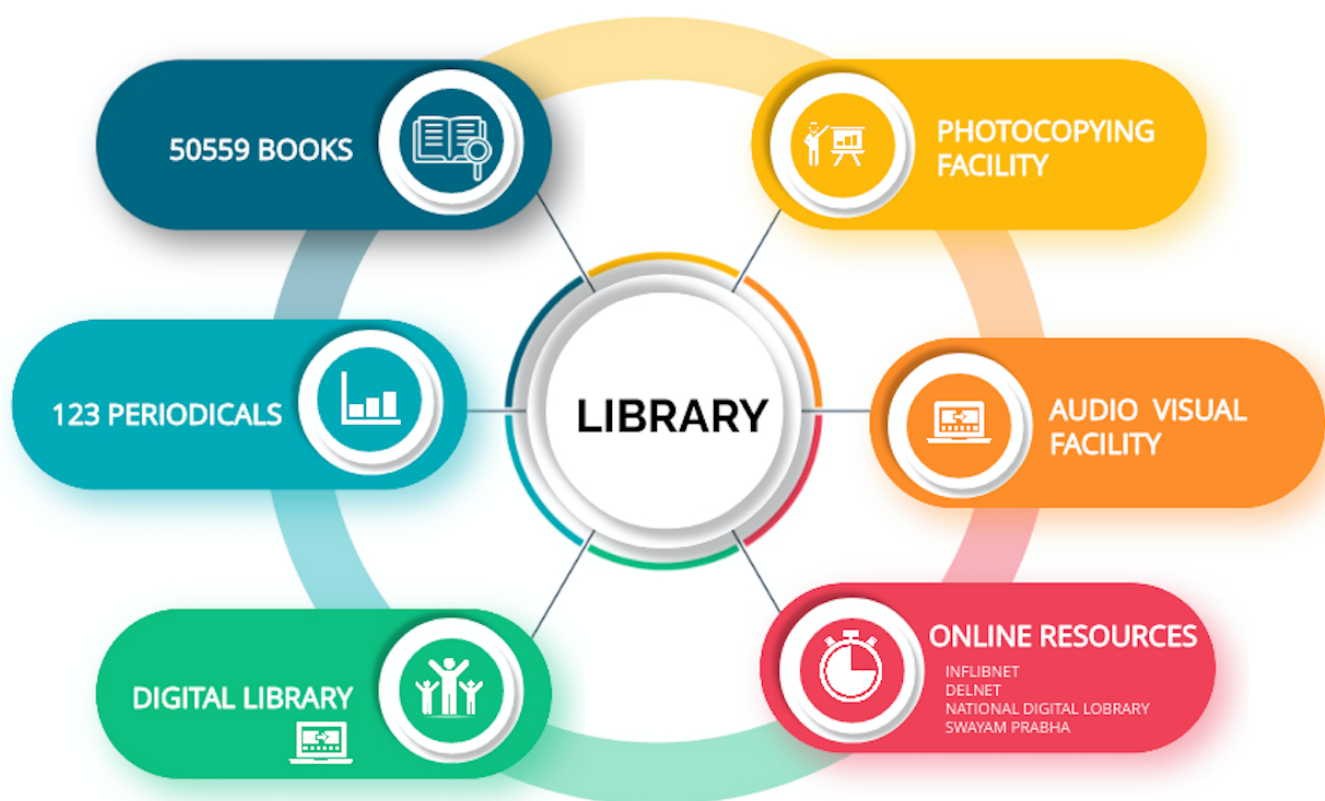 50559 BOOKS
PHOTOCOPYING
FACILITY
123 PERIODICALS
LIBRARY
AUDIO VISUAL
FACILITY
DIGITAL LIBRARY
ONLINE RESOURCES
INFLIBNET
DELNET
NATIONAL DIGITAL LOBRARY
SWAYAM PRABHA